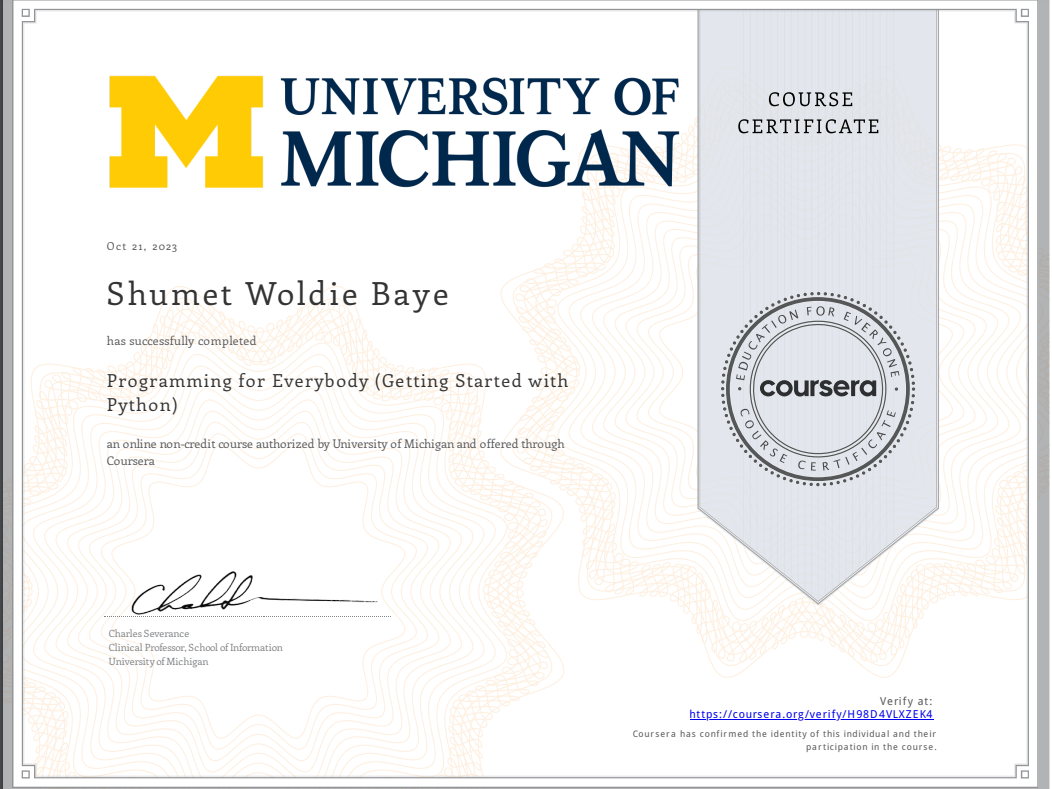 UNIVERSITY OF
MICHIGAN
COURSE
CERTIFICATE
Oct 21, 2023
Shumet Woldie Baye
has successfully completed
Programming for Everybody (Getting Started with
Python)
an online non-credit course authorized by University of Michigan and offered through
Coursera
EDUCATION FOR EVERYONE
coursera
COURSE CERTIFICATE
Charles Severance
Clinical Professor, School of Information
University of Michigan
Verify at:
https://coursera.org/verify/H98D4VLXZEK4
Coursera has confirmed the identity of this individual and their
participation in the course.